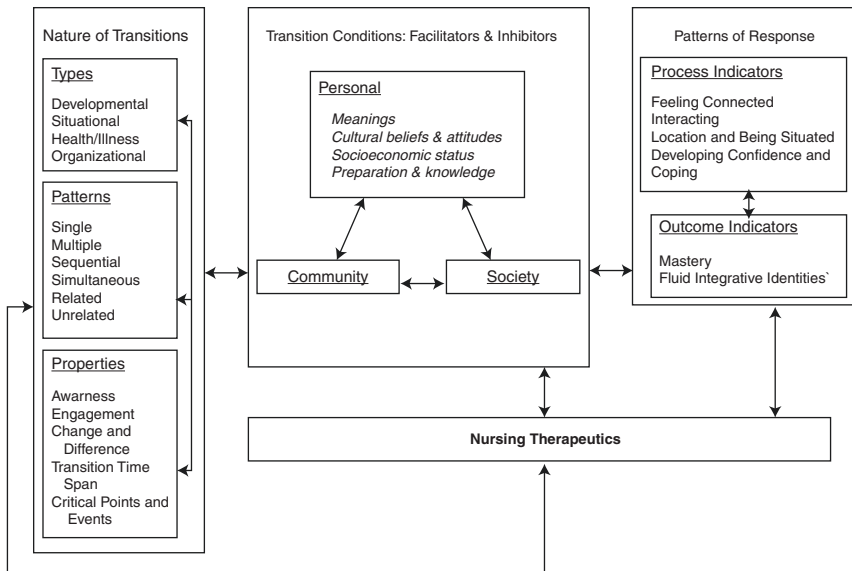 Nature of Transitions
Types
Developmental
Situational
Health/Illness
Organizational
Patterns
Single
Multiple
Sequential
Simultaneous
Related
Unrelated
Properties
Awarness
Engagement
Change and
Difference
Transition Time
Span
Critical Points and
Events
Transition Conditions: Facilitators & Inhibitors
Personal
Meanings
Cultural beliefs & attitudes
Socioeconomic status
Preparation & knowledge
Community
Society
Patterns of Response
Process Indicators
Feeling Connected
Interacting
Location and Being Situated
Developing Confidence and
Coping
Outcome Indicators
Mastery
Fluid Integrative Identities`
Nursing Therapeutics